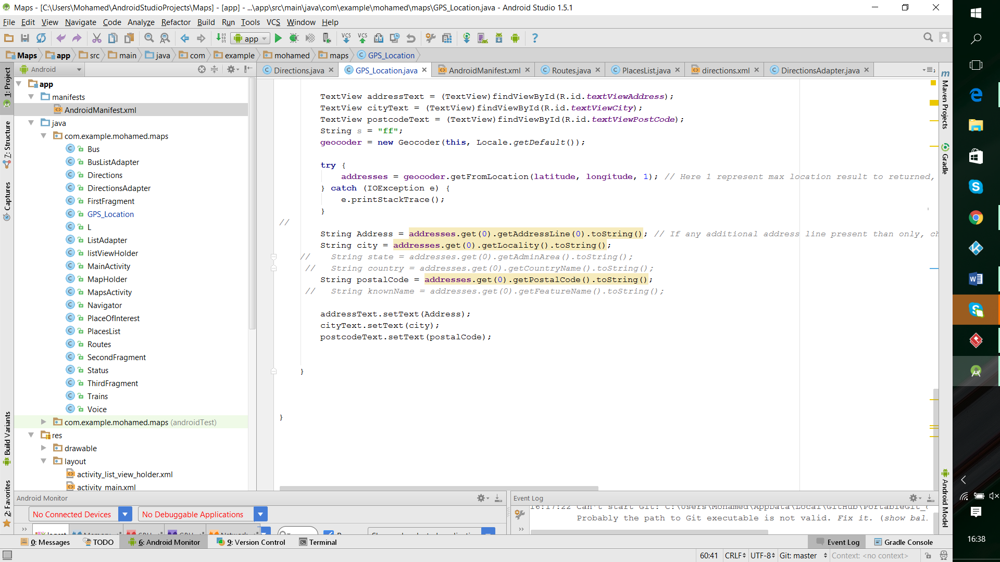 Maps - [C:\Users\Mohamed\AndroidStudioProjects\Maps] - [app] - ...\app\src\main\java\com\example\mohamed\maps\GPS_Location.java - Android Studio 1.5.1
File Edit View Navigate Code Analyze Refactor Build Run Tools VCS Window Help
app
VCS VCS
Maps app src main java com example mohamed maps GPS_Location
Android
Directions.java GPS_Location.java AndroidManifest.xml Routes.java PlacesList.java directions.xml DirectionsAdapter.java
1: Project
7: Structure
Captures
Build Variants
2: Favorites
app
manifests
AndroidManifest.xml
java
com.example.mohamed.maps
Bus
BusListAdapter
Directions
DirectionsAdapter
FirstFragment
GPS_Location
L
ListAdapter
listViewHolder
MainActivity
MapHolder
MapsActivity
Navigator
PlaceOfInterest
PlacesList
Routes
SecondFragment
Status
ThirdFragment
Trains
Voice
com.example.mohamed.maps (androidTest)
res
drawable
layout
activity_list_view_holder.xml
activity_main.xml
TextView addressText = (TextView)findViewById(R.id.textViewAddress);
TextView cityText = (TextView)findViewById(R.id.textViewCity);
TextView postcodeText = (TextView)findViewById(R.id.textViewPostCode);
String s = "ff";
geocoder = new Geocoder(this, Locale.getDefault());
try {
addresses = geocoder.getFromLocation(latitude, longitude, 1); // Here 1 represent max location result to returned,
} catch (IOException e) {
e.printStackTrace();
}
//
String Address = addresses.get(0).getAddressLine(0).toString(); // If any additional address line present than only, ch
String city = addresses.get(0).getLocality().toString();
// String state = addresses.get(0).getAdminArea().toString();
// String country = addresses.get(0).getCountryName().toString();
String postalCode = addresses.get(0).getPostalCode().toString();
// String knownName = addresses.get(0).getFeatureName().toString();
addressText.setText(Address);
cityText.setText(city);
postcodeText.setText(postalCode);
}
}
Maven Projects
Gradle
Android Model
Android Monitor
No Connected Devices No Debuggable Applications
Memory CPU GPU Network
Event Log
16:17:22 Can't start Git: C:\Users\Mohamed\AppData\Local\GitHub\PortableGit_
Probably the path to Git executable is not valid. Fix it. (show bal
0: Messages TODO 6: Android Monitor 9: Version Control Terminal Event Log Gradle Console
60:41 CRLF UTF-8 Git: master Context: <no context>
16:38